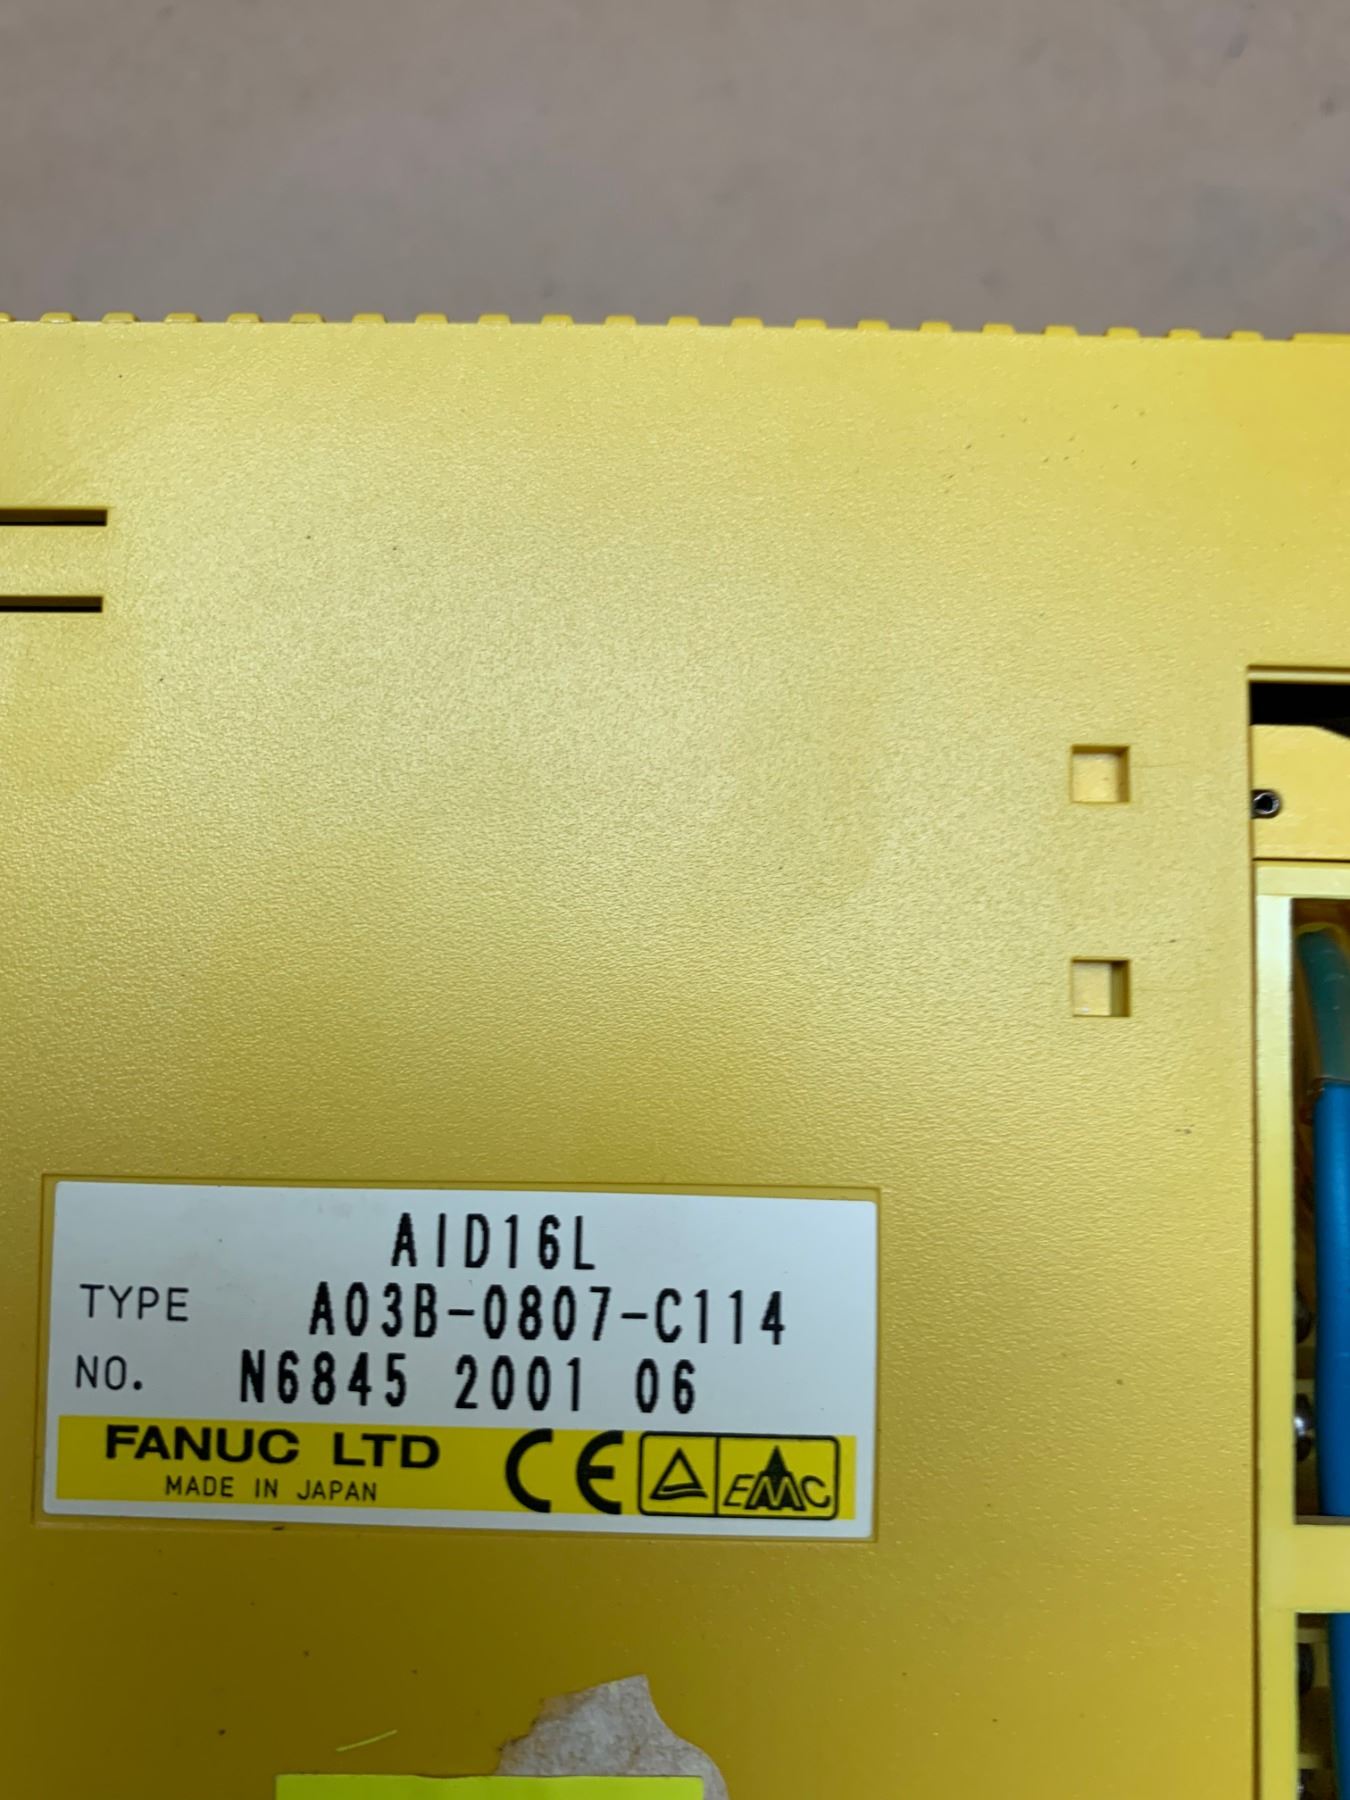 AID16L
TYPE A03B-0807-C114
NO. N6845 2001 06
FANUC LTD CE EMC
MADE IN JAPAN